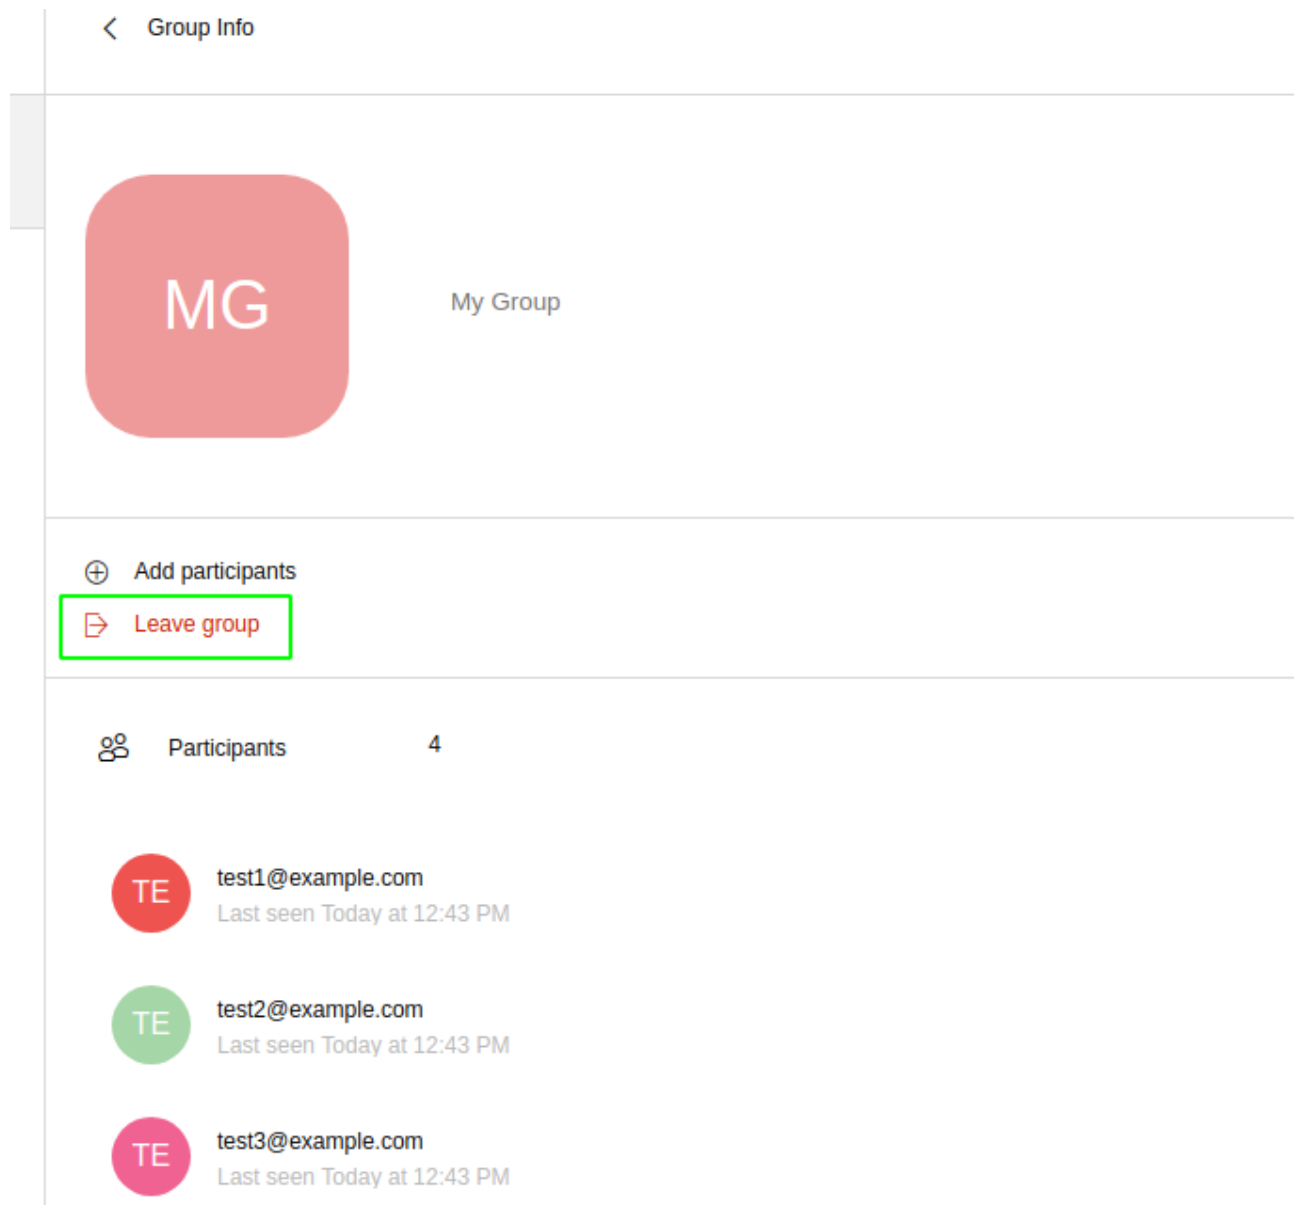 Group Info
MG
My Group
Add participants
Leave group
Participants 4
TE
test1@example.com
Last seen Today at 12:43 PM
TE
test2@example.com
Last seen Today at 12:43 PM
TE
test3@example.com
Last seen Today at 12:43 PM